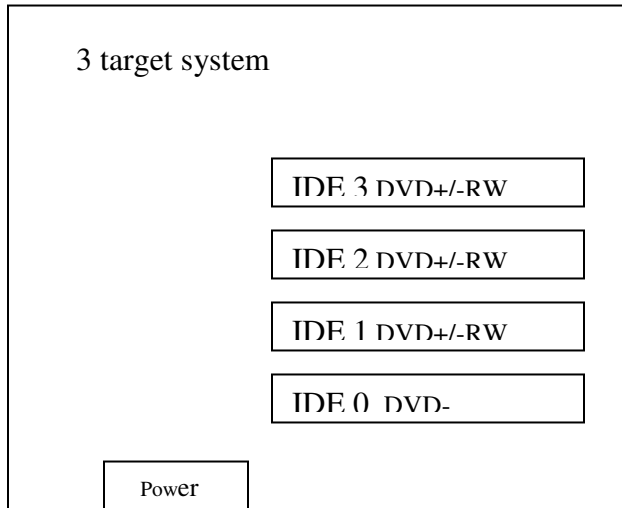 3 target system
IDE 3 DVD+/-RW
IDE 2 DVD+/-RW
IDE 1 DVD+/-RW
IDE 0 DVD-
Power